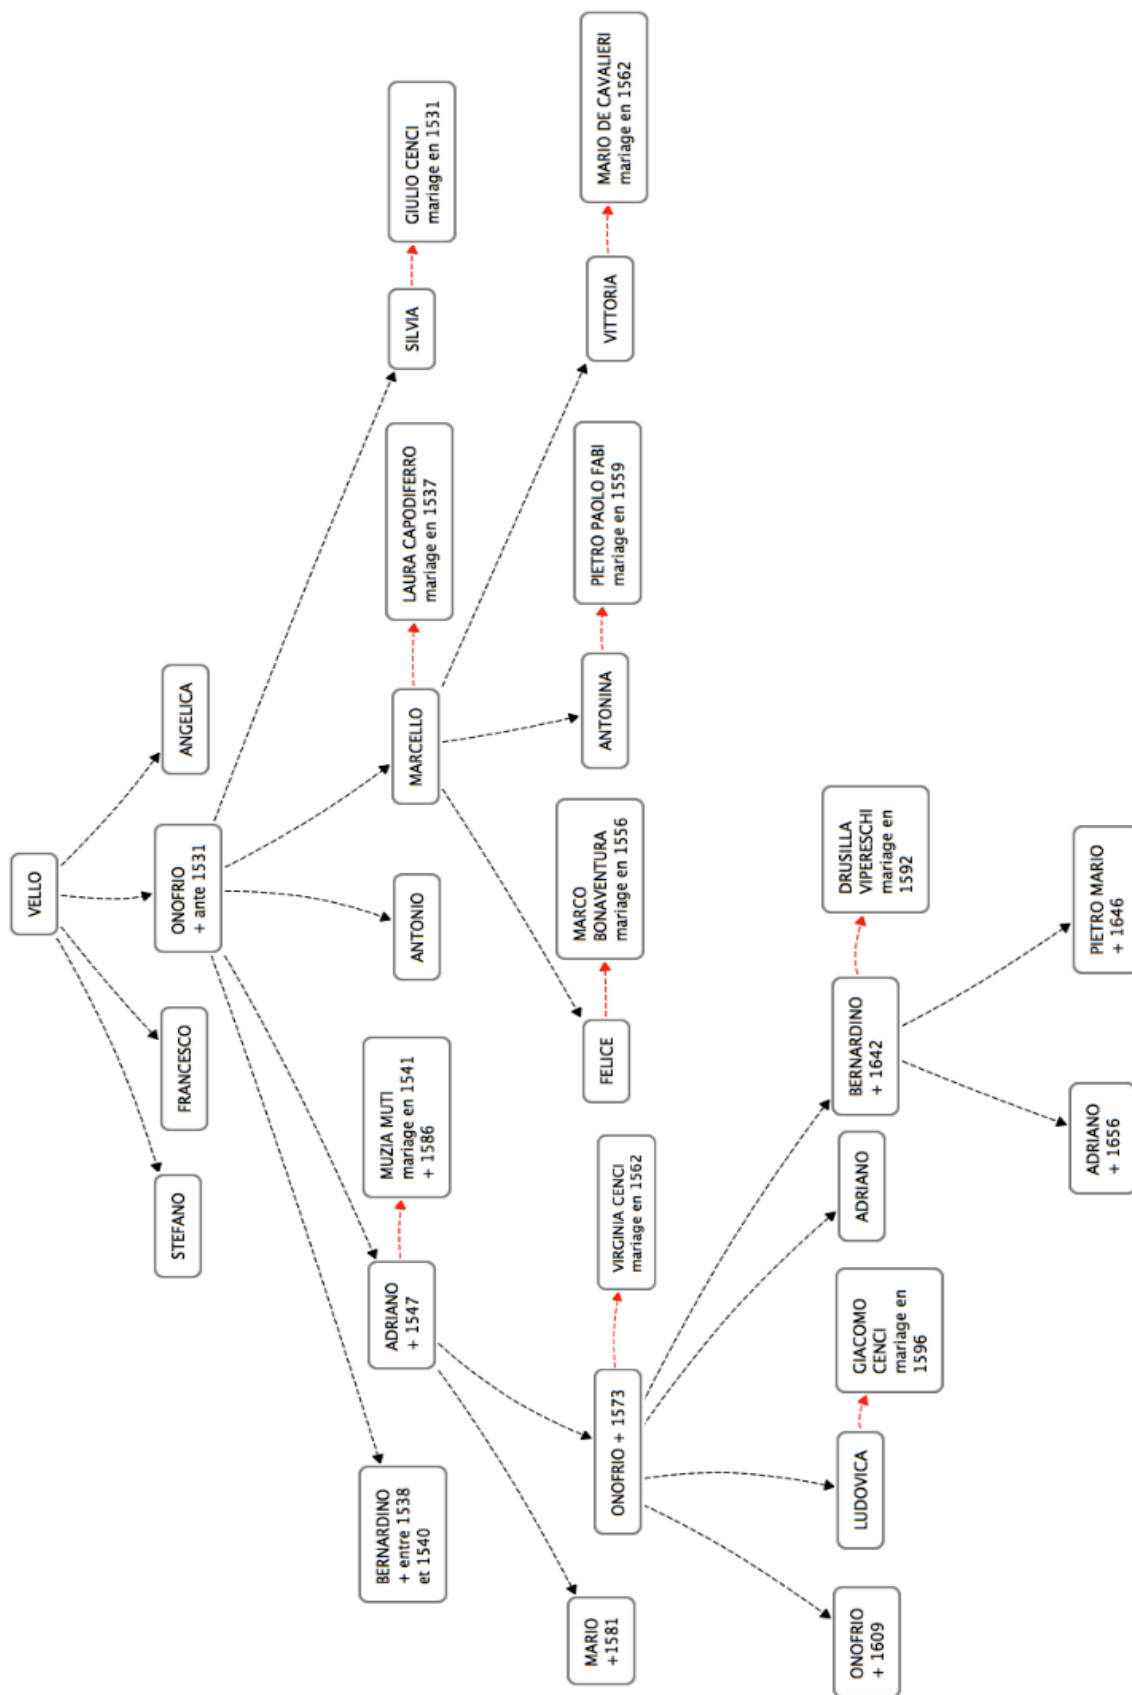 VELLO
STEFANO
FRANCESCO
ONOFRIO
+ ante 1531
ANGELICA
BERNARDINO
+ entre 1538
et 1540
ADRIANO
+ 1547
MUZIA MUTI
mariage en 1541
+ 1586
ANTONIO
MARCELLO
LAURA CAPODIFERRO
mariage en 1537
SILVIA
GIULIO CENCI
mariage en 1531
MARIO
+1581
ONOFRIO + 1573
VIRGINIA CENCI
mariage en 1562
FELICE
MARCO
BONAVENTURA
mariage en 1556
ANTONINA
PIETRO PAOLO FABI
mariage en 1559
VITTORIA
MARIO DE CAVALIERI
mariage en 1562
ONOFRIO
+ 1609
LUDOVICA
GIACOMO
CENCI
mariage en
1596
ADRIANO
BERNARDINO
+ 1642
DRUSILLA
VIPERESCHI
mariage en
1592
ADRIANO
+ 1656
PIETRO MARIO
+ 1646